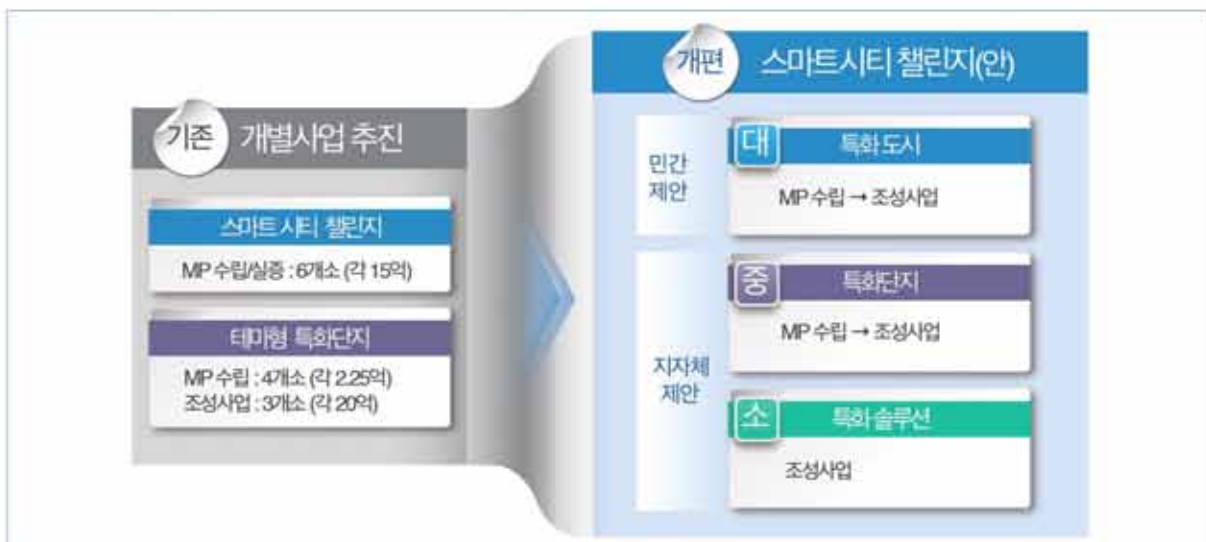 기존 개별사업 추진
스마트 시티 챌린지
MP 수립/실증 : 6개소 (각 15억)
테마형 특화단지
MP 수립 : 4개소 (각 2.25억)
조성사업 : 3개소 (각 20억)
개편 스마트시티 챌린지(안)
민간
제안
대 특화 도시
MP 수립 → 조성사업
지자체
제안
중 특화단지
MP 수립 → 조성사업
소 특화 솔루션
조성사업